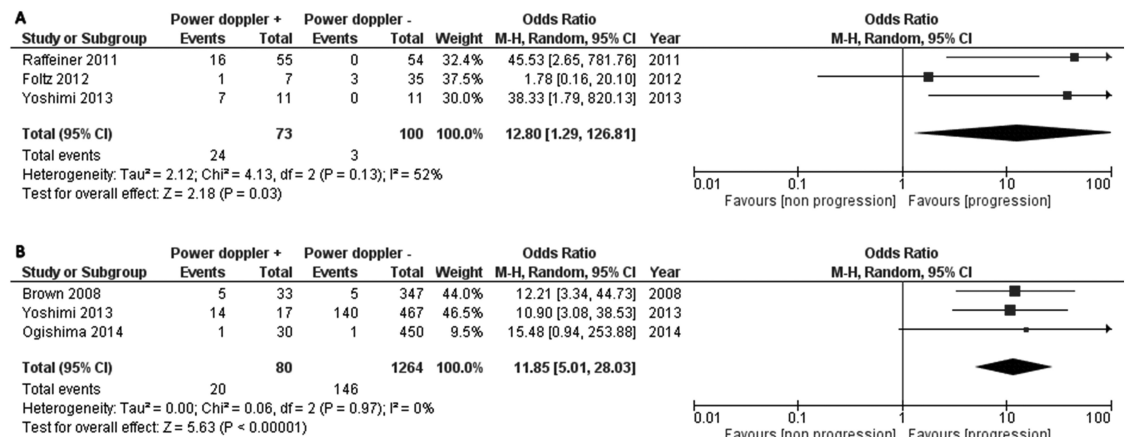 A
Power doppler + Power doppler - Odds Ratio Odds Ratio
Study or Subgroup Events Total Events Total Weight M-H, Random, 95% CI Year M-H, Random, 95% CI
Raffeiner 2011 16 55 0 54 32.4% 45.53 [2.65, 781.76] 2011
Foltz 2012 1 7 3 35 37.5% 1.78 [0.16, 20.10] 2012
Yoshimi 2013 7 11 0 11 30.0% 38.33 [1.79, 820.13] 2013
Total (95% CI) 73 100 100.0% 12.80 [1.29, 126.81]
Total events 24 3
Heterogeneity: Tau² = 2.12; Chi² = 4.13, df = 2 (P = 0.13); I² = 52%
Test for overall effect: Z = 2.18 (P = 0.03)
0.01 0.1 1 10 100
Favours [non progression] Favours [progression]
B
Power doppler + Power doppler - Odds Ratio Odds Ratio
Study or Subgroup Events Total Events Total Weight M-H, Random, 95% CI Year M-H, Random, 95% CI
Brown 2008 5 33 5 347 44.0% 12.21 [3.34, 44.73] 2008
Yoshimi 2013 14 17 140 467 46.5% 10.90 [3.08, 38.53] 2013
Ogishima 2014 1 30 1 450 9.5% 15.48 [0.94, 253.88] 2014
Total (95% CI) 80 1264 100.0% 11.85 [5.01, 28.03]
Total events 20 146
Heterogeneity: Tau² = 0.00; Chi² = 0.06, df = 2 (P = 0.97); I² = 0%
Test for overall effect: Z = 5.63 (P < 0.00001)
0.01 0.1 1 10 100
Favours [non progression] Favours [progression]